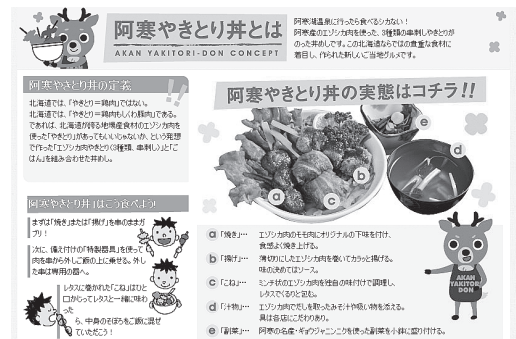 阿寒やきとり丼とは
AKAN YAKITORI-DON CONCEPT
阿寒湖温泉に行ったら食べるシカない！
阿寒産のエゾシカ肉を使った、3種類の串刺しやきとりが
のった丼めしです。この北海道ならではの貴重な食材に
着目し、作られた新しいご当地グルメです。
阿寒やきとり丼の定義
!!
北海道では、「やきとり＝鶏肉」ではない。
北海道では、「やきとり＝鶏肉もしくわ豚肉」である。
であれば、北海道が誇る地場産食材のエゾシカ肉を
使った「やきとり」があってもいいじゃないか、という発想
で作った「エゾシカ肉やきとり（3種類、串刺し）」と「ご
はん」を組み合わせた丼めし。
阿寒やきとり丼の実態はコチラ!!
a
b
c
d
e
「阿寒やきとり丼」はこう食べよう！
まずは「焼き」または「揚げ」を串のままガ
ブリ！
次に、備え付けの「特製器具」を使って
肉を串から外しご飯の上に乗せる。外し
た串は専用の器へ。
レタスに優われた「こね」はひと
口かじってレタスと一緒に味わ
った
ら、中身のそぼろをご飯に混ぜ
ていただこう！
a 「焼き」… エゾシカ肉のもも肉にオリジナルの下味を付け、
食感よく焼き上げる。
b 「揚げ」… 薄切りにしたエゾシカ肉を巻いてカラッと揚げる。
味の決めてはソース。
c 「こね」… ミンチ状のエゾシカ肉を独自の味付けで調理し、
レタスでくるりと包む。
d 「汁物」… エゾシカ肉でだしを取ったみそ汁や吸い物を添える。
具は各店にこだわりあり。
e 「副菜」… 阿寒の名産・ギョウジャニンニクを使った副菜を小鉢に盛り付ける。
AKAN
YAKITORI
DON